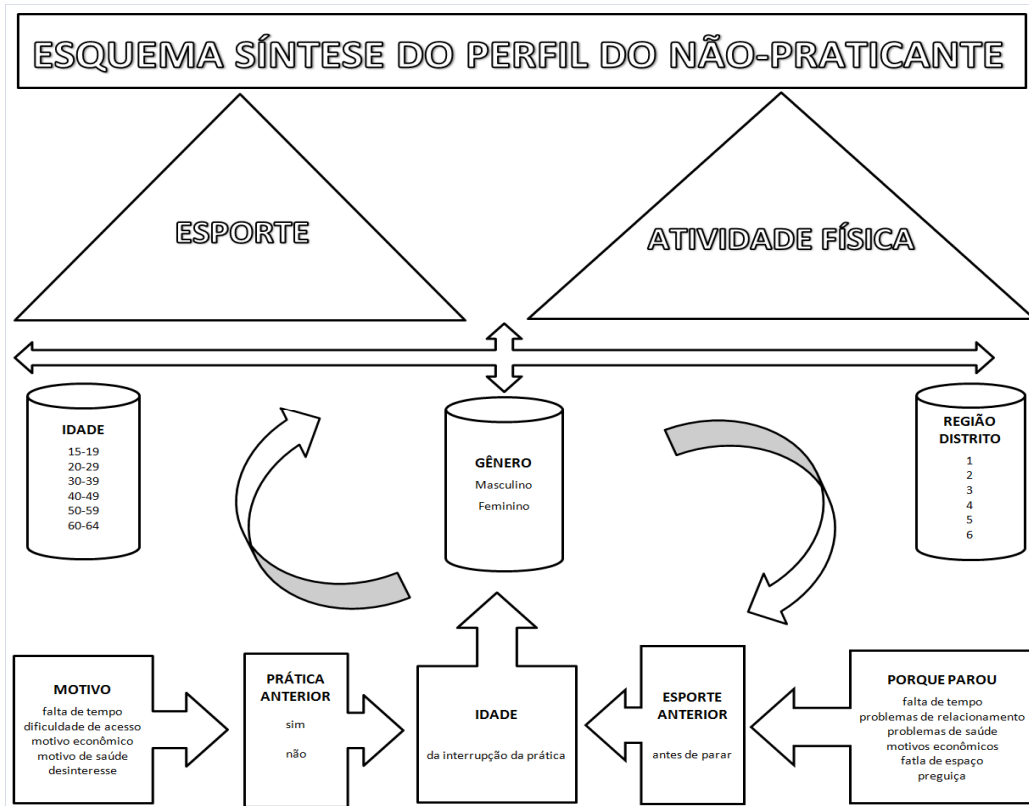 ESQUEMA SÍNTESE DO PERFIL DO NÃO-PRATICANTE
ESPORTE
ATIVIDADE FÍSICA
IDADE
15-19
20-29
30-39
40-49
50-59
60-64
GÊNERO
Masculino
Feminino
REGIÃO
DISTRITO
1
2
3
4
5
6
MOTIVO
falta de tempo
dificuldade de acesso
motivo econômico
motivo de saúde
desinteresse
PRÁTICA
ANTERIOR
sim
não
IDADE
da interrupção da prática
ESPORTE
ANTERIOR
antes de parar
PORQUE PAROU
falta de tempo
problemas de relacionamento
problemas de saúde
motivos econômicos
fatla de espaço
preguiça